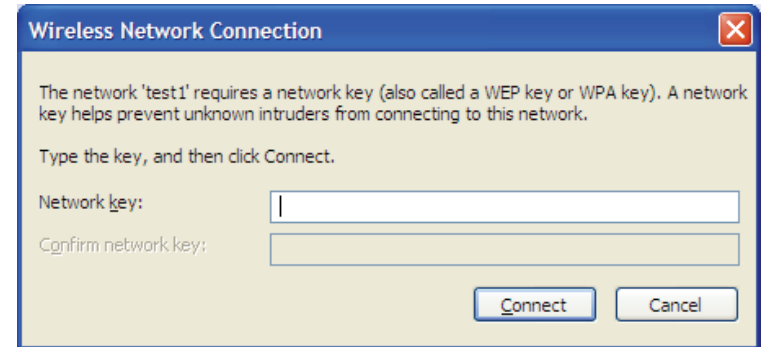 Wireless Network Connection
The network 'test1' requires a network key (also called a WEP key or WPA key). A network
key helps prevent unknown intruders from connecting to this network.
Type the key, and then click Connect.
Network key:
Confirm network key:
Connect Cancel